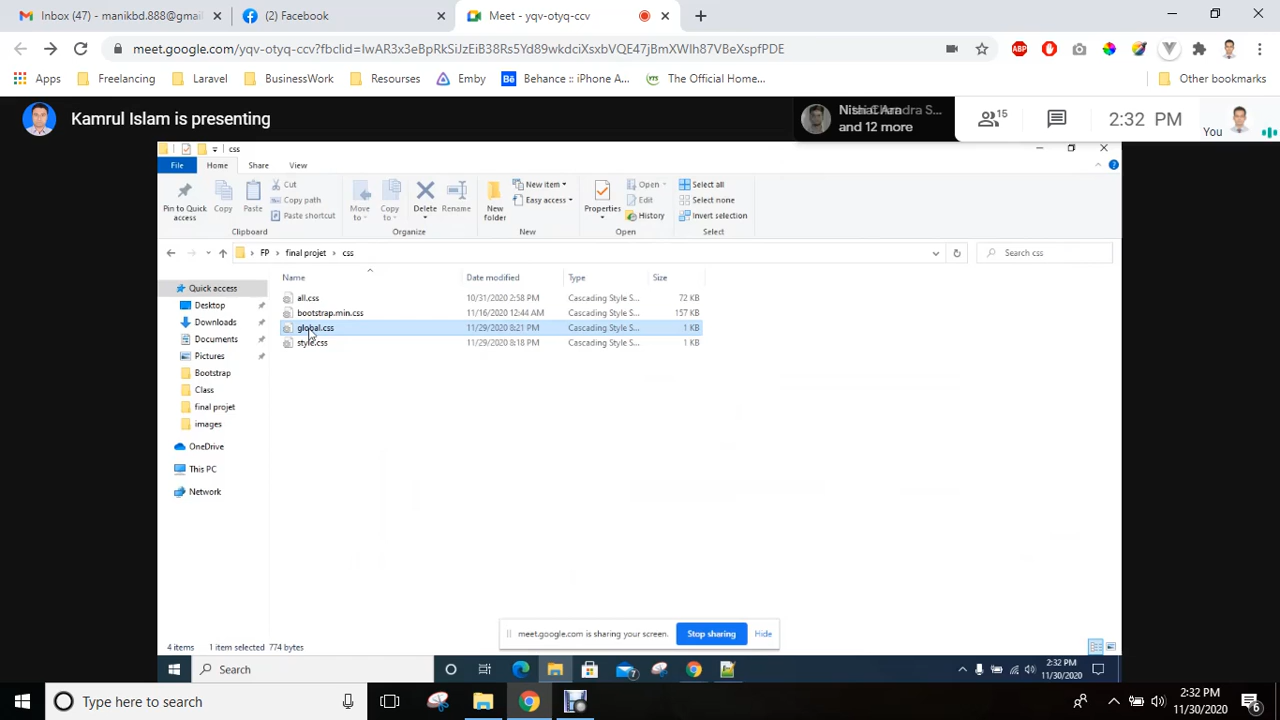 Inbox (47) - manikbd.888@gmail
(2) Facebook
Meet - yqv-otyq-ccv
meet.google.com/yqv-otyq-ccv?fbclid=IwAR3x3eBpRkSiJzEiB38Rs5Yd89wkdciXsxbVQE47jBmXWIh87VBeXspfPDE
ABP
Apps
Freelancing
Laravel
BusinessWork
Resourses
Emby
Bē
Behance :: iPhone A...
YTS
The Official Home...
Other bookmarks
Kamrul Islam is presenting
and 12 more
15
2:32 PM
You
css
File
Home
Share
View
Pin to Quick access
Copy
Paste
Cut
Copy path
Paste shortcut
Clipboard
Move to
Copy to
Delete
Rename
Organize
New folder
New item
Easy access
New
Properties
Open
Edit
History
Open
Select all
Select none
Invert selection
Select
FP
final projet
css
Search css
Name
Date modified
Type
Size
all.css 10/31/2020 2:58 PM Cascading Style S... 72 KB
bootstrap.min.css 11/16/2020 12:44 AM Cascading Style S... 157 KB
global.css 11/29/2020 8:21 PM Cascading Style S... 1 KB
style.css 11/29/2020 8:18 PM Cascading Style S... 1 KB
Quick access
Desktop
Downloads
Documents
Pictures
Bootstrap
Class
final projet
images
OneDrive
This PC
Network
meet.google.com is sharing your screen.
Stop sharing
Hide
4 items
1 item selected 774 bytes
Search
7
2:32 PM
11/30/2020
Type here to search
2:32 PM
11/30/2020
6